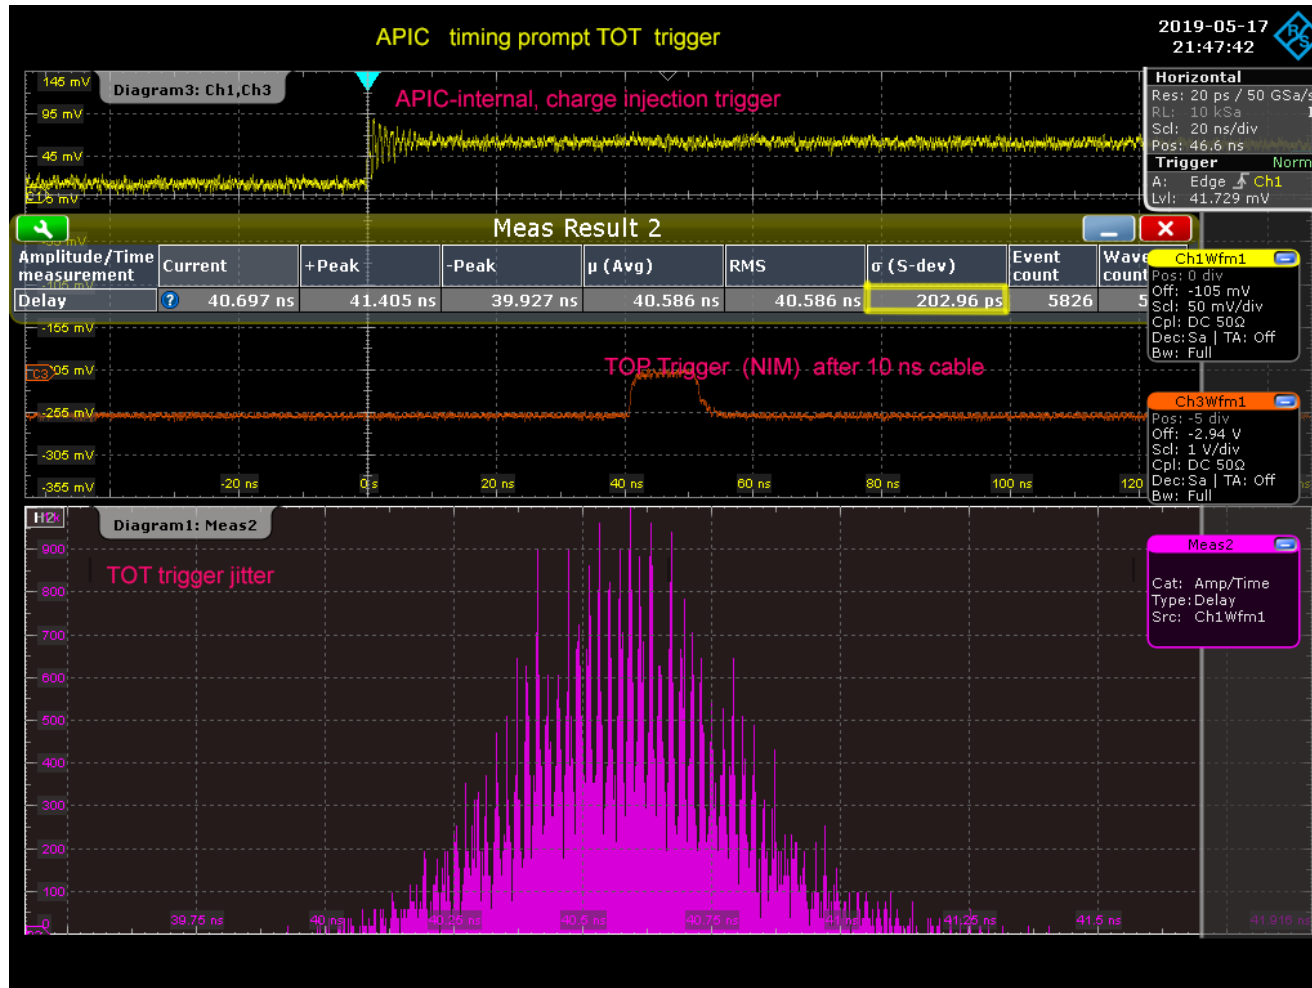 APIC timing prompt TOT trigger
2019-05-17
21:47:42
145 mV
Diagram3: Ch1,Ch3
APIC-internal, charge injection trigger
95 mV
45 mV
Horizontal
Res: 20 ps / 50 GSa/s
RL: 10 kSa
Scl: 20 ns/div
Pos: 46.6 ns
Trigger Norm
A: Edge Ch1
Lvl: 41.729 mV
Meas Result 2
Amplitude/Time measurement Current +Peak -Peak µ (Avg) RMS σ (S-dev) Event count Wave count
Delay 40.697 ns 41.405 ns 39.927 ns 40.586 ns 40.586 ns 202.96 ps 5826 5
Ch1Wfm1
Pos: 0 div
Off: -105 mV
Scl: 50 mV/div
Cpl: DC 50Ω
Dec:Sa | TA: Off
Bw: Full
-155 mV
TOP Trigger (NIM) after 10 ns cable
C3
-255 mV
-305 mV
-355 mV
-20 ns 0 s 20 ns 40 ns 60 ns 80 ns 100 ns 120
Ch3Wfm1
Pos: -5 div
Off: -2.94 V
Scl: 1 V/div
Cpl: DC 50Ω
Dec:Sa | TA: Off
Bw: Full
Diagram1: Meas2
TOT trigger jitter
900
800
700
600
500
400
300
200
100
0
39.75 ns 40 ns 40.25 ns 40.5 ns 40.75 ns 41 ns 41.25 ns 41.5 ns 41.916 ns
Meas2
Cat: Amp/Time
Type:Delay
Src: Ch1Wfm1